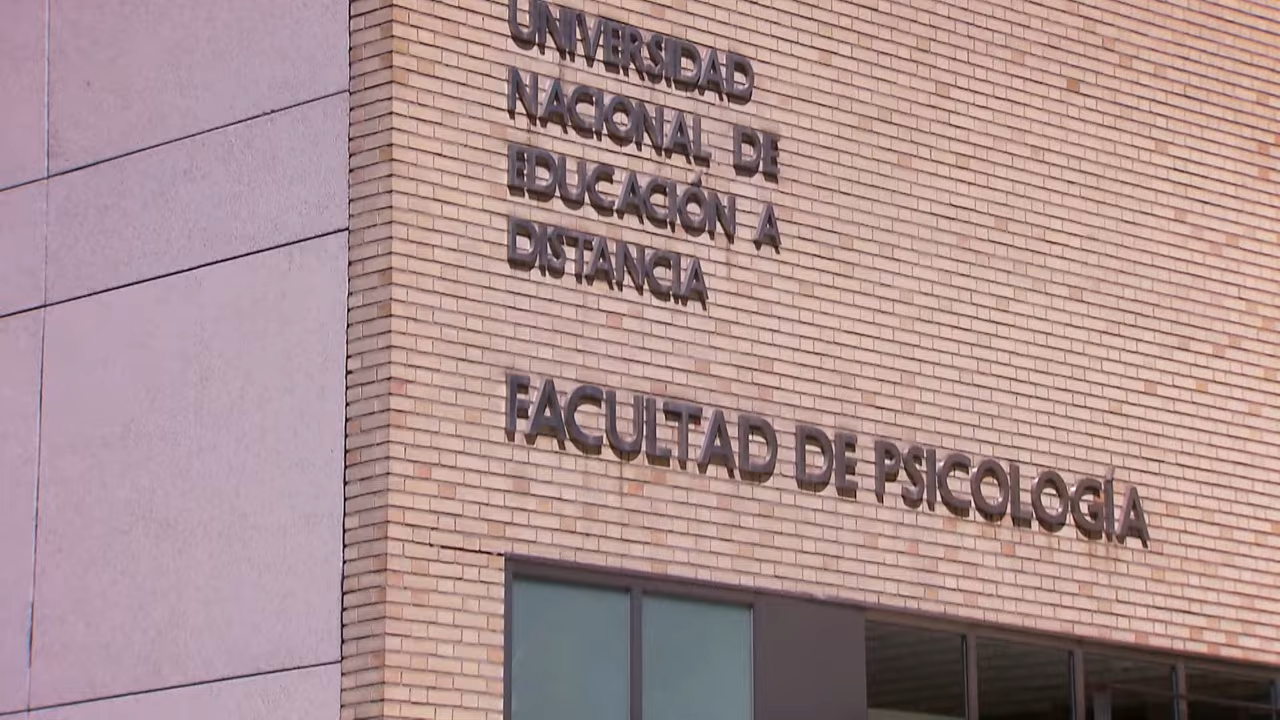 UNIVERSIDAD
NACIONAL DE
EDUCACIÓN A
DISTANCIA
FACULTAD DE PSICOLOGÍA